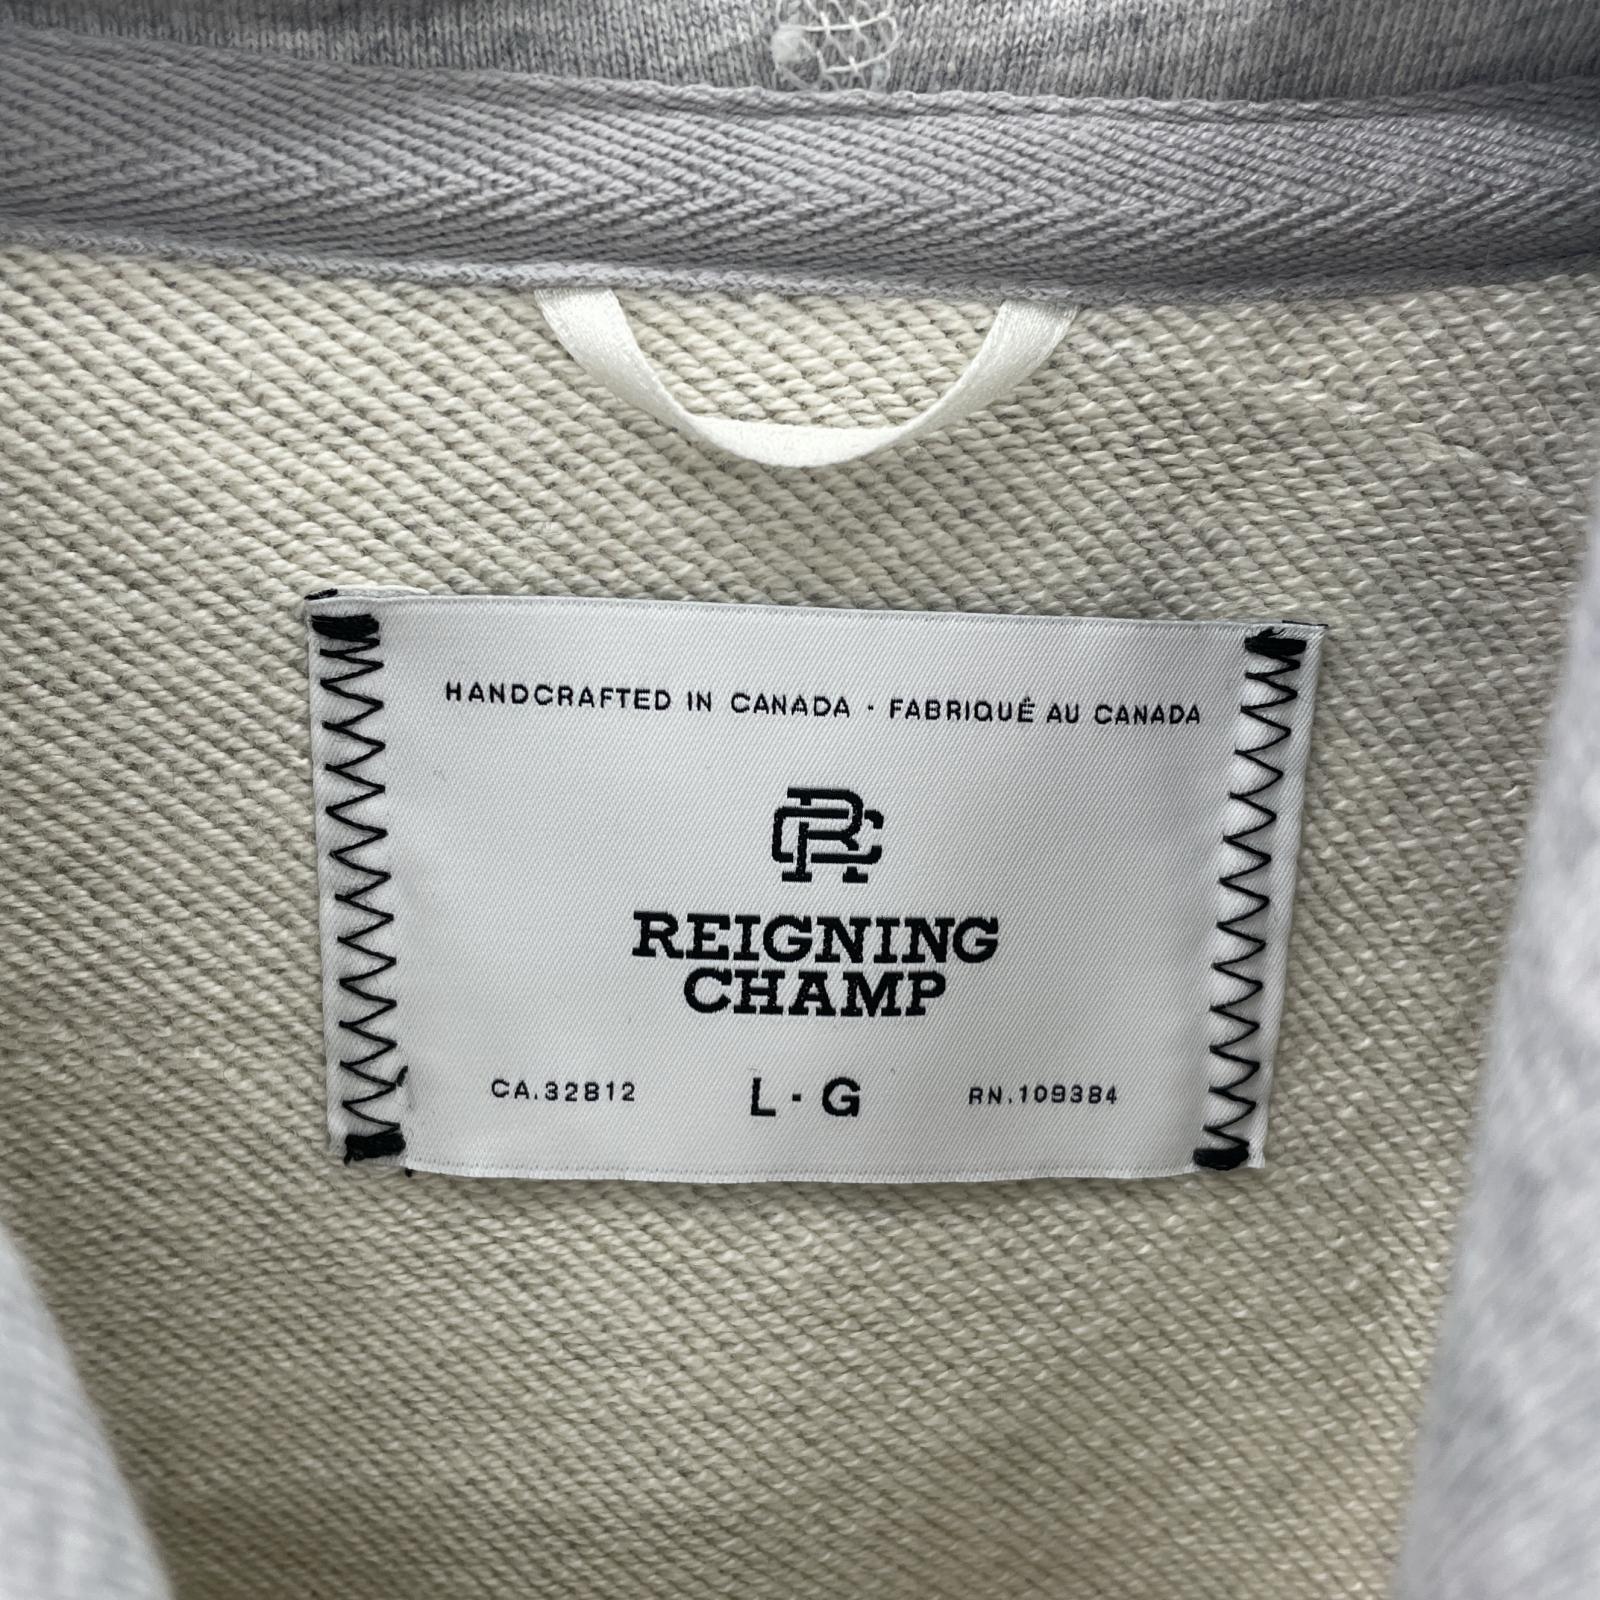 HANDCRAFTED IN CANADA · FABRIQUÉ AU CANADA
RC
REIGNING
CHAMP
CA.32812 L · G RN.109384